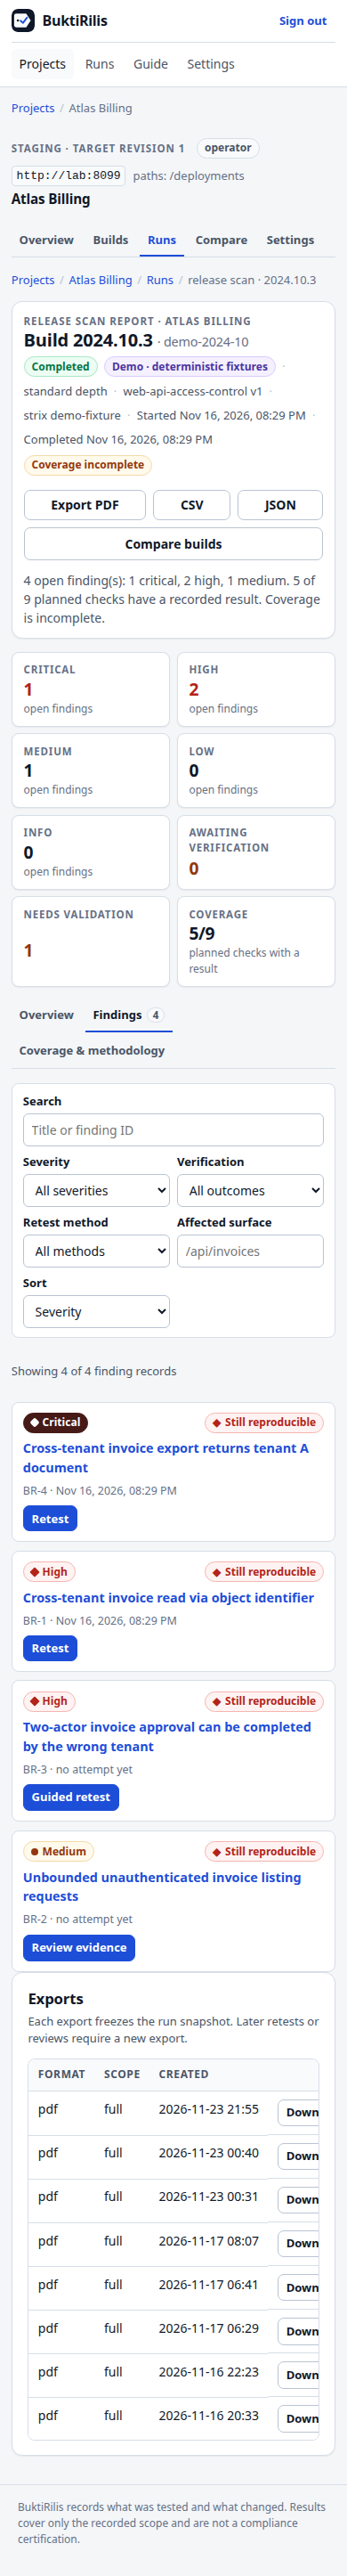 BuktiRilis
Sign out
Projects Runs Guide Settings
Projects / Atlas Billing
STAGING · TARGET REVISION 1 operator
http://lab:8099 paths: /deployments
Atlas Billing
Overview Builds Runs Compare Settings
Projects / Atlas Billing / Runs / release scan · 2024.10.3
RELEASE SCAN REPORT · ATLAS BILLING
Build 2024.10.3 · demo-2024-10
Completed Demo · deterministic fixtures ·
standard depth · web-api-access-control v1 ·
strix demo-fixture · Started Nov 16, 2026, 08:29 PM ·
Completed Nov 16, 2026, 08:29 PM
Coverage incomplete
Export PDF CSV JSON
Compare builds
4 open finding(s): 1 critical, 2 high, 1 medium. 5 of
9 planned checks have a recorded result. Coverage
is incomplete.
CRITICAL
1
open findings
HIGH
2
open findings
MEDIUM
1
open findings
LOW
0
open findings
INFO
0
open findings
AWAITING
VERIFICATION
0
NEEDS VALIDATION
1
COVERAGE
5/9
planned checks with a
result
Overview Findings 4
Coverage & methodology
Search
Title or finding ID
Severity Verification
All severities All outcomes
Retest method Affected surface
All methods /api/invoices
Sort
Severity
Showing 4 of 4 finding records
Critical Still reproducible
Cross-tenant invoice export returns tenant A
document
BR-4 · Nov 16, 2026, 08:29 PM
Retest
High Still reproducible
Cross-tenant invoice read via object identifier
BR-1 · Nov 16, 2026, 08:29 PM
Retest
High Still reproducible
Two-actor invoice approval can be completed
by the wrong tenant
BR-3 · no attempt yet
Guided retest
Medium Still reproducible
Unbounded unauthenticated invoice listing
requests
BR-2 · no attempt yet
Review evidence
Exports
Each export freezes the run snapshot. Later retests or
reviews require a new export.
FORMAT SCOPE CREATED
pdf full 2026-11-23 21:55 Down
pdf full 2026-11-23 00:40 Down
pdf full 2026-11-23 00:31 Down
pdf full 2026-11-17 08:07 Down
pdf full 2026-11-17 06:41 Down
pdf full 2026-11-17 06:29 Down
pdf full 2026-11-16 22:23 Down
pdf full 2026-11-16 20:33 Down
BuktiRilis records what was tested and what changed. Results
cover only the recorded scope and are not a compliance
certification.